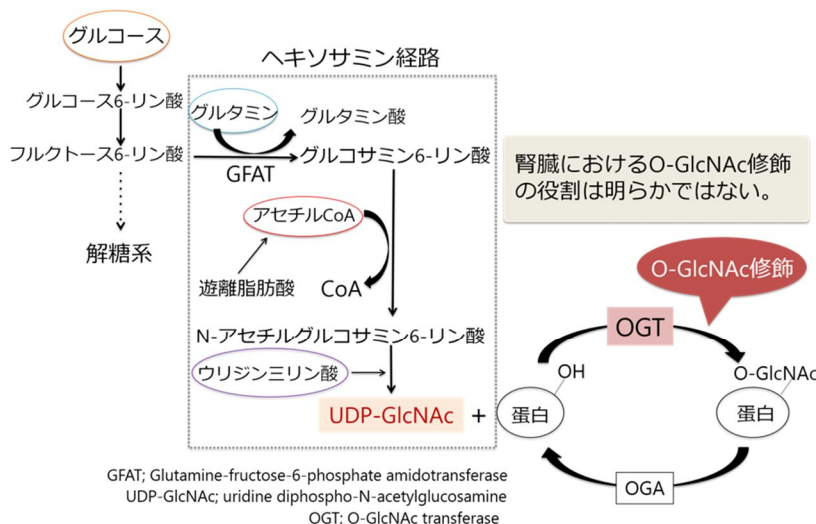 グルコース
ヘキソサミン経路
グルコース6-リン酸
グルタミン
グルタミン酸
フルクトース6-リン酸
GFAT
グルコサミン6-リン酸
腎臓におけるO-GlcNAc修飾
の役割は明らかではない。
アセチルCoA
解糖系
遊離脂肪酸
CoA
O-GlcNAc修飾
N-アセチルグルコサミン6-リン酸
OGT
ウリジン三リン酸
OH
O-GlcNAc
UDP-GlcNAc
+
蛋白
蛋白
OGA
GFAT; Glutamine-fructose-6-phosphate amidotransferase
UDP-GlcNAc; uridine diphospho-N-acetylglucosamine
OGT: O-GlcNAc transferase